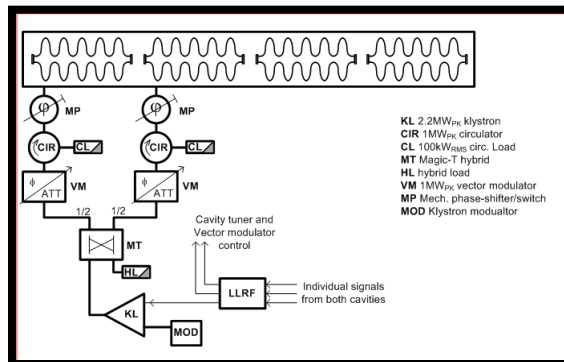 φ MP φ MP
CIR CL CIR CL
ϕ ATT VM ϕ ATT VM
1/2 1/2
MT
HL
KL
MOD
LLRF
Cavity tuner and
Vector modulator
control
Individual signals
from both cavities
KL 2.2MWPK klystron
CIR 1MWPK circulator
CL 100kWRMS circ. Load
MT Magic-T hybrid
HL hybrid load
VM 1MWPK vector modulator
MP Mech. phase-shifter/switch
MOD Klystron modualtor